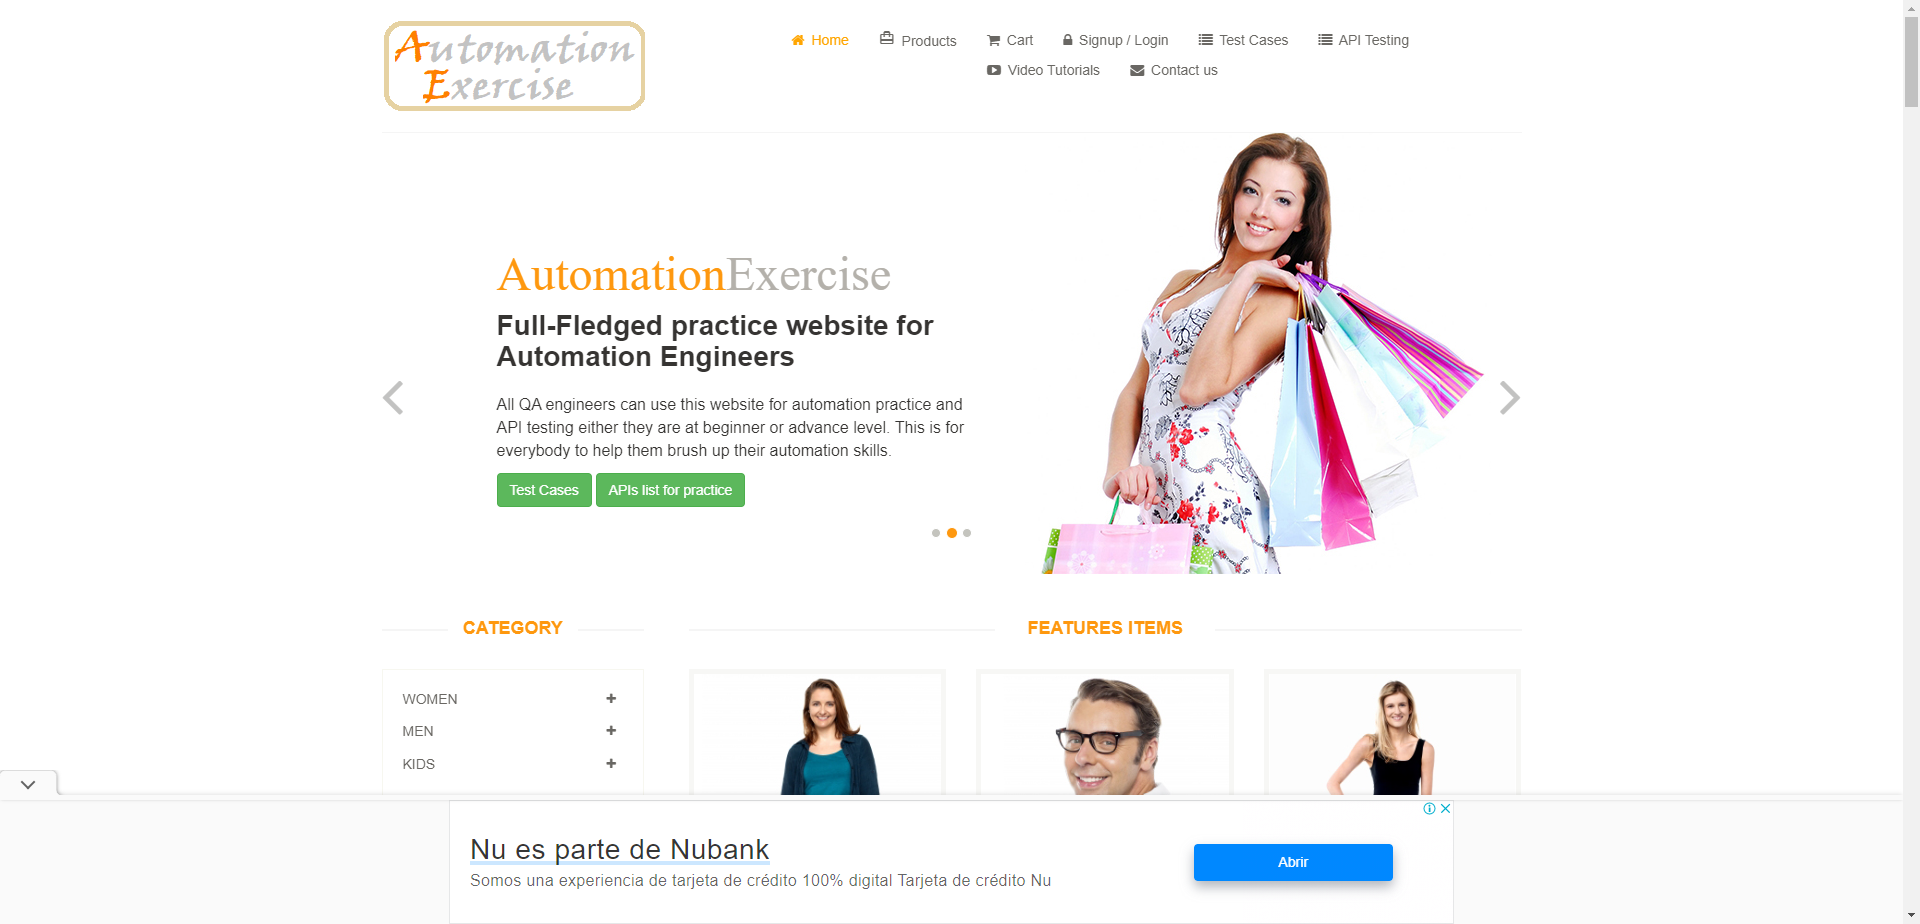 Automation
Exercise
Home
Products
Cart
Signup / Login
Test Cases
API Testing
Video Tutorials
Contact us
AutomationExercise
Full-Fledged practice website for
Automation Engineers
All QA engineers can use this website for automation practice and
API testing either they are at beginner or advance level. This is for
everybody to help them brush up their automation skills.
Test Cases
APIs list for practice
CATEGORY
FEATURES ITEMS
WOMEN
MEN
KIDS
Nu es parte de Nubank
Somos una experiencia de tarjeta de crédito 100% digital Tarjeta de crédito Nu
Abrir